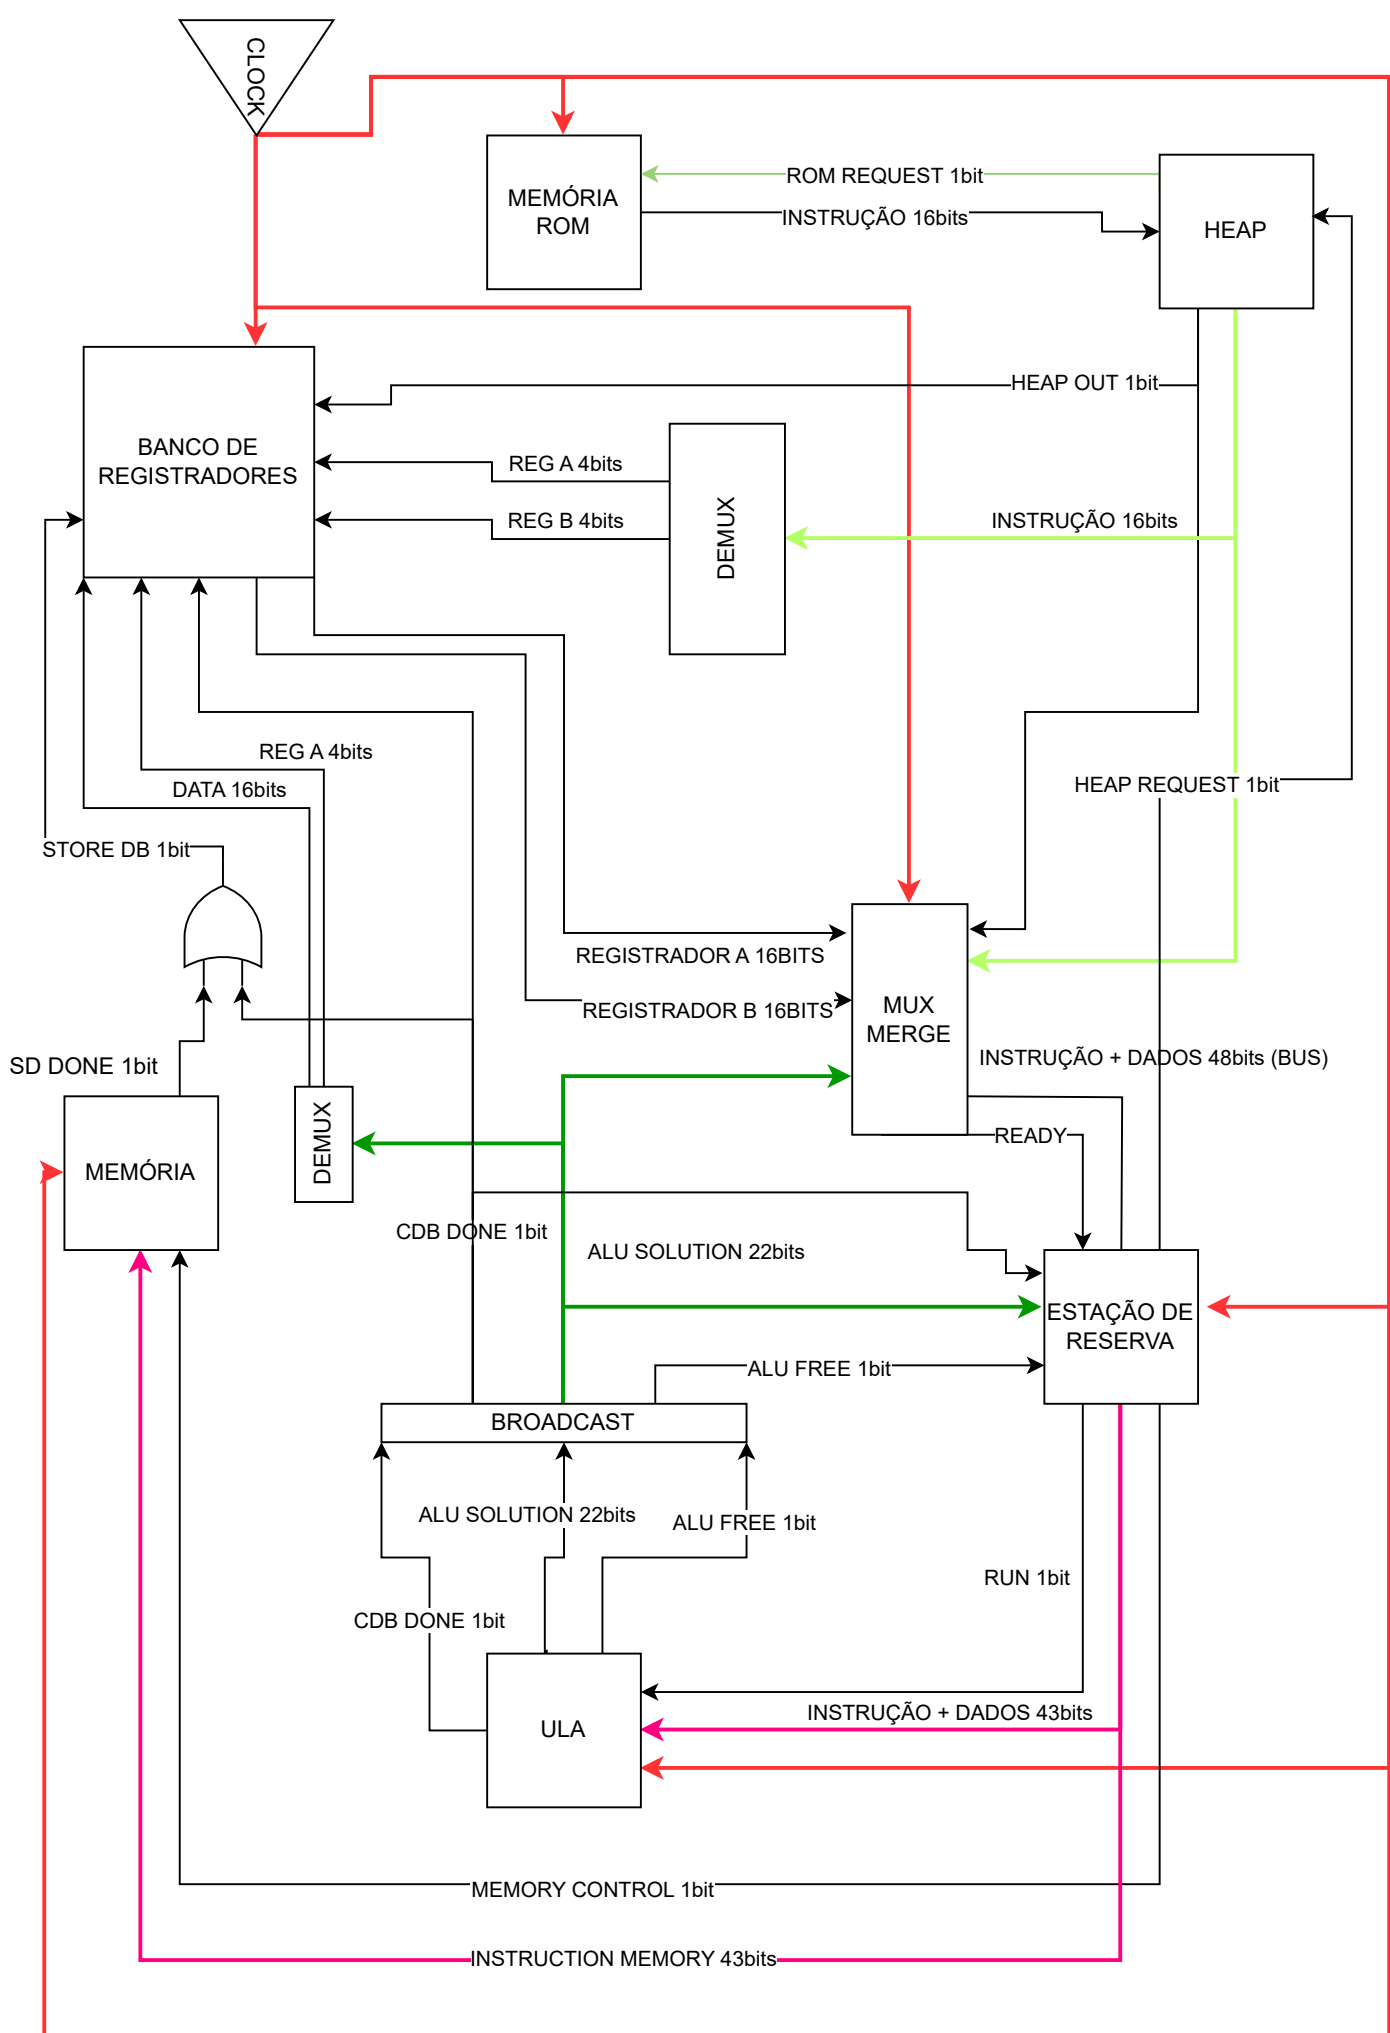 CLOCK
MEMÓRIA
ROM
ROM REQUEST 1bit
INSTRUÇÃO 16bits
HEAP
HEAP OUT 1bit
BANCO DE
REGISTRADORES
REG A 4bits
REG B 4bits
DEMUX
INSTRUÇÃO 16bits
REG A 4bits
DATA 16bits
HEAP REQUEST 1bit
STORE DB 1bit
REGISTRADOR A 16BITS
REGISTRADOR B 16BITS
MUX
MERGE
INSTRUÇÃO + DADOS 48bits (BUS)
SD DONE 1bit
READY
MEMÓRIA
DEMUX
CDB DONE 1bit
ALU SOLUTION 22bits
ESTAÇÃO DE
RESERVA
ALU FREE 1bit
BROADCAST
ALU SOLUTION 22bits
ALU FREE 1bit
RUN 1bit
CDB DONE 1bit
INSTRUÇÃO + DADOS 43bits
ULA
MEMORY CONTROL 1bit
INSTRUCTION MEMORY 43bits